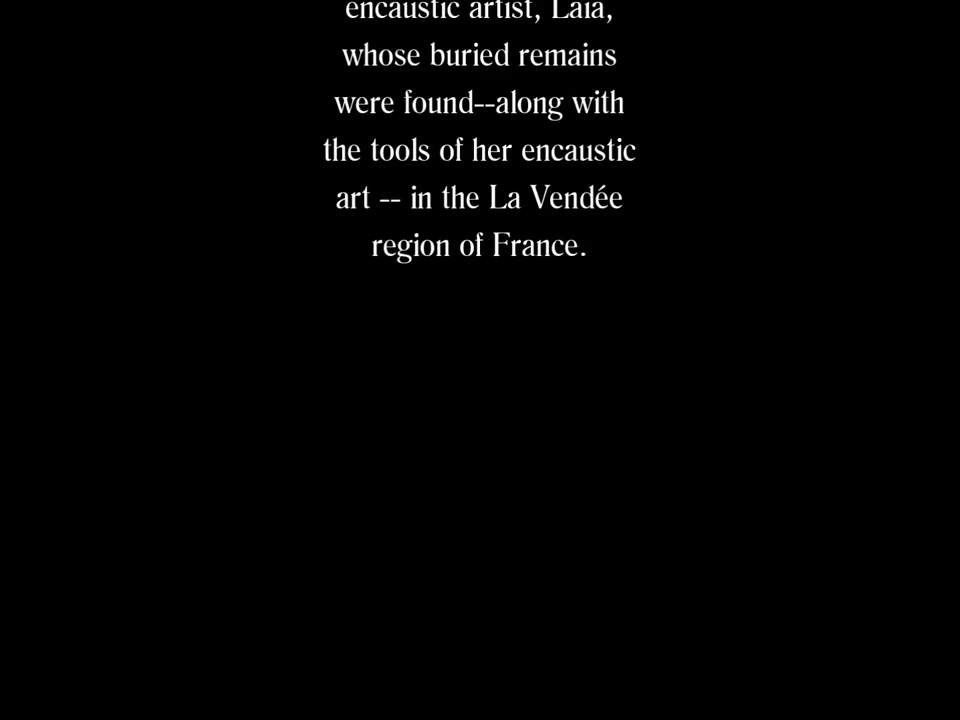 encaustic artist, Laia,
whose buried remains
were found--along with
the tools of her encaustic
art -- in the La Vendée
region of France.